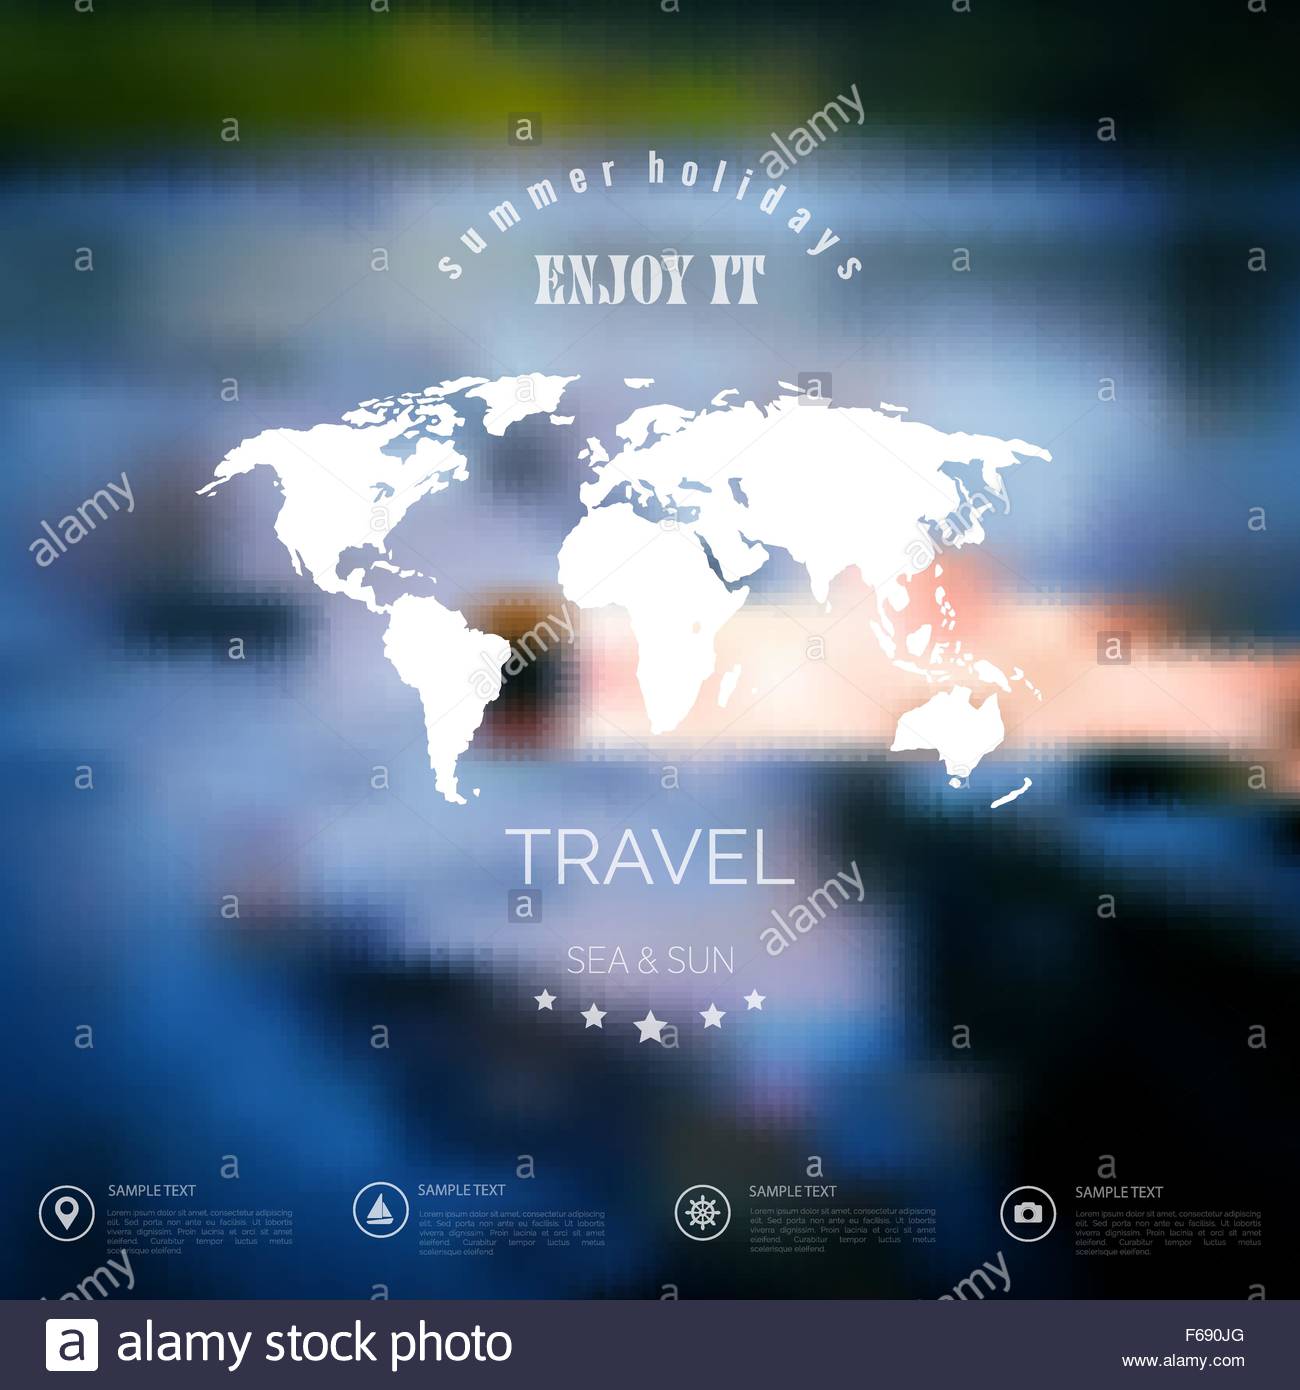 summer holidays
ENJOY IT
TRAVEL
SEA & SUN
SAMPLE TEXT
Lorem ipsum dolor sit amet, consectetur adipiscing
elit. Sed porta non ante eu facilisis. Ut lobortis
viverra dignissim. Proin lacinia et orci sit amet
eleifend. Curabitur tempor luctus metus
scelerisque eleifend.
SAMPLE TEXT
Lorem ipsum dolor sit amet, consectetur adipiscing
elit. Sed porta non ante eu facilisis. Ut lobortis
viverra dignissim. Proin lacinia et orci sit amet
eleifend. Curabitur tempor luctus metus
scelerisque eleifend.
SAMPLE TEXT
Lorem ipsum dolor sit amet, consectetur adipiscing
elit. Sed porta non ante eu facilisis. Ut lobortis
viverra dignissim. Proin lacinia et orci sit amet
eleifend. Curabitur tempor luctus metus
scelerisque eleifend.
SAMPLE TEXT
Lorem ipsum dolor sit amet, consectetur adipiscing
elit. Sed porta non ante eu facilisis. Ut lobortis
viverra dignissim. Proin lacinia et orci sit amet
eleifend. Curabitur tempor luctus metus
scelerisque eleifend.
alamy
alamy
alamy
alamy
alamy
alamy
alamy
a alamy stock photo
F690JG
www.alamy.com